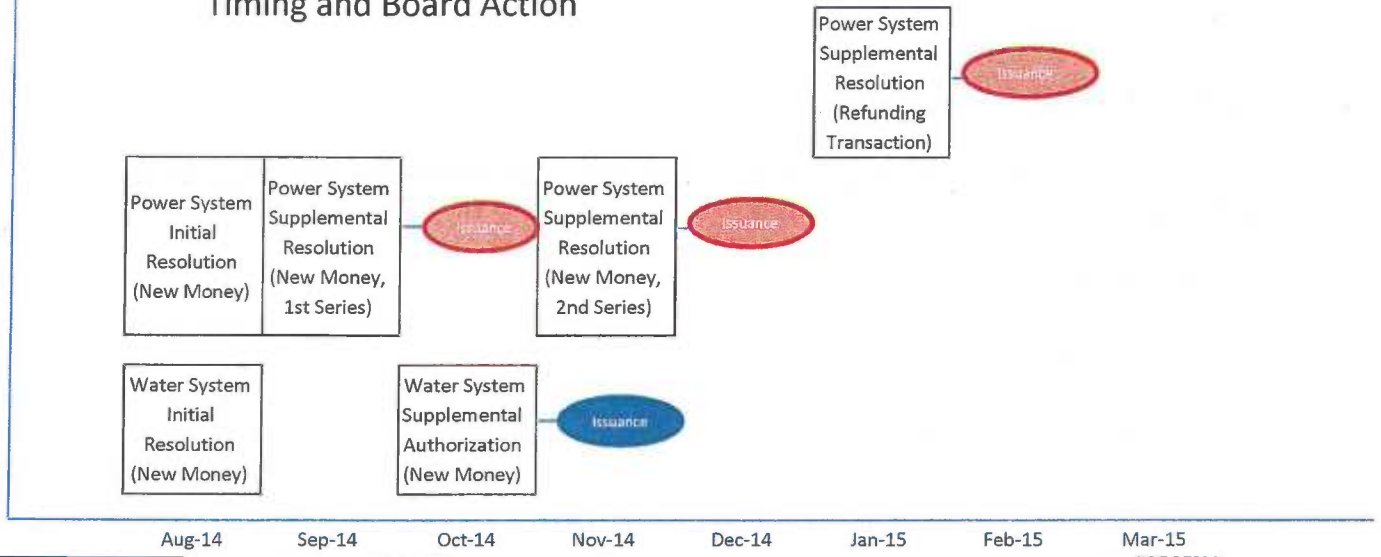 Timing and Board Action
Power System
Supplemental
Resolution
(Refunding
Transaction)
Issuance
Power System
Initial
Resolution
(New Money)
Power System
Supplemental
Resolution
(New Money,
1st Series)
Issuance
Power System
Supplemental
Resolution
(New Money,
2nd Series)
Issuance
Water System
Initial
Resolution
(New Money)
Water System
Supplemental
Authorization
(New Money)
Issuance
Aug-14 Sep-14 Oct-14 Nov-14 Dec-14 Jan-15 Feb-15 Mar-15